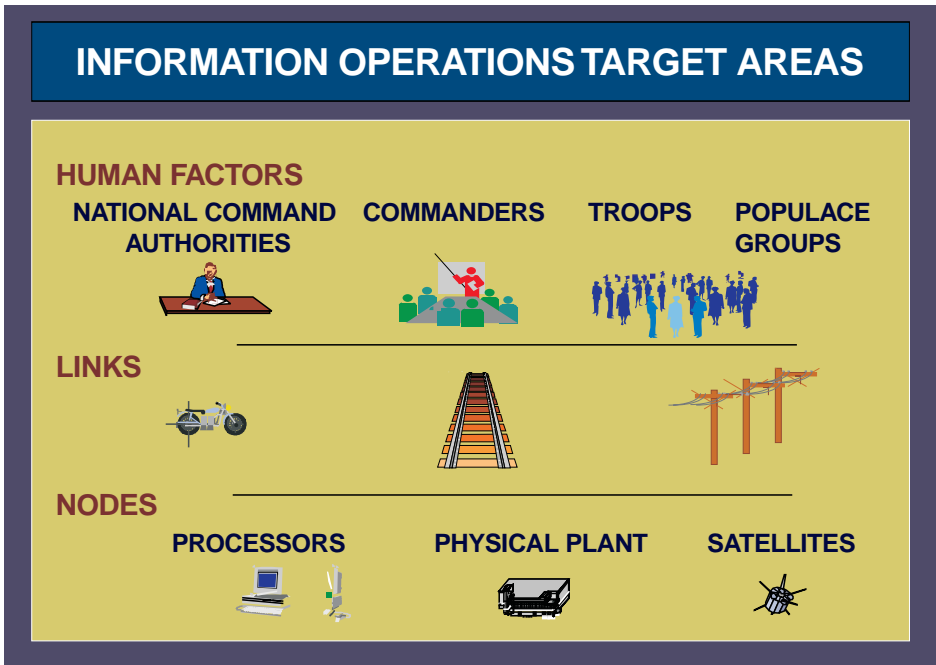 INFORMATION OPERATIONS TARGET AREAS
HUMAN FACTORS
NATIONAL COMMAND AUTHORITIES
COMMANDERS
TROOPS
POPULACE GROUPS
LINKS
NODES
PROCESSORS
PHYSICAL PLANT
SATELLITES